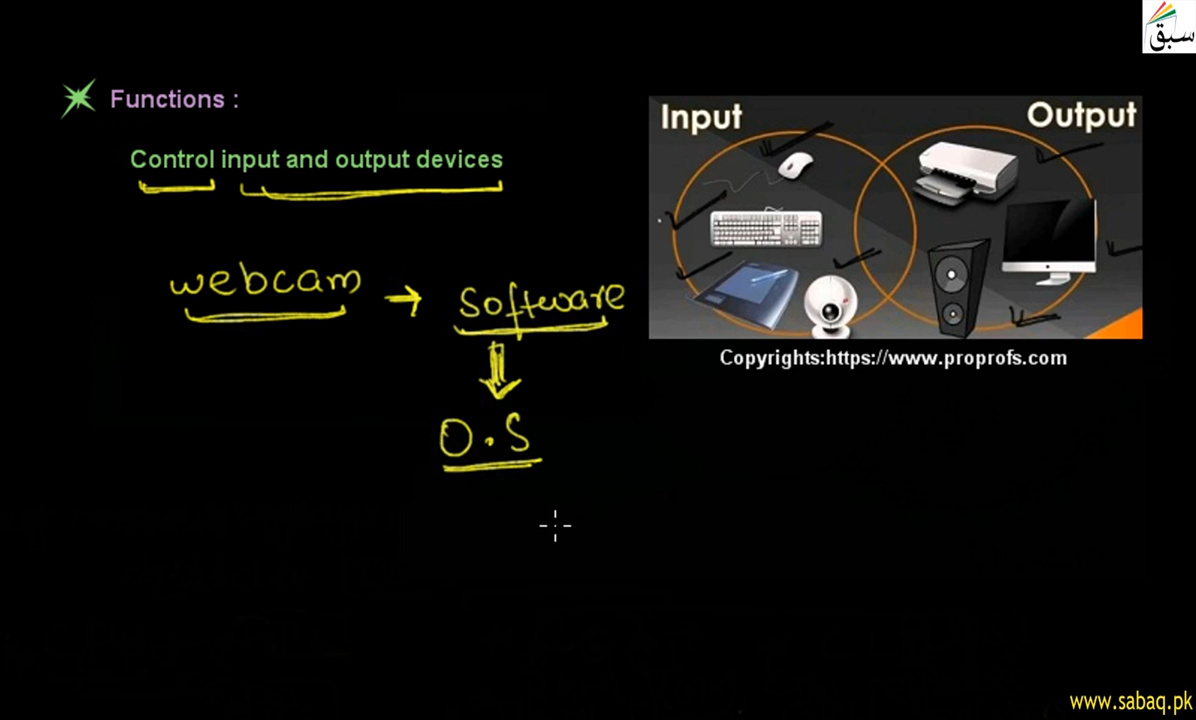 سبق
Functions :
Control input and output devices
webcam → Software
O.S
Input
Output
Copyrights:https://www.proprofs.com
www.sabaq.pk